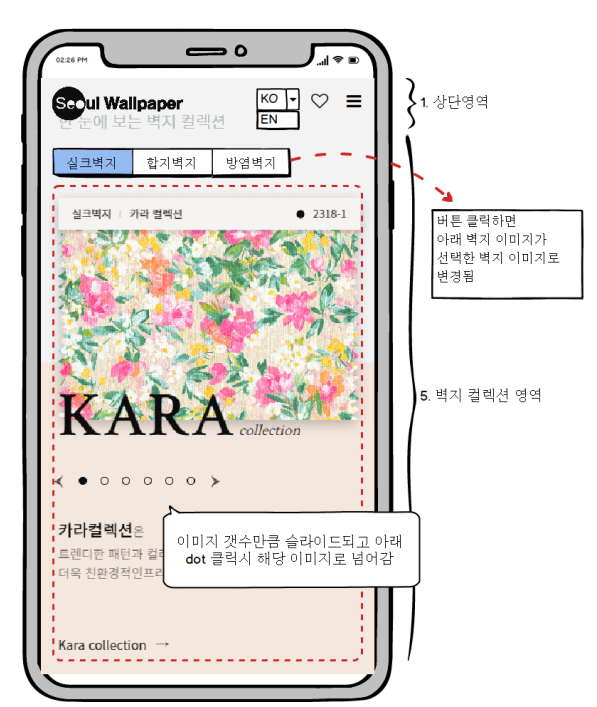 02:26 PM
Seoul Wallpaper
KO
EN
1. 상단영역
한 눈에 보는 벽지 컬렉션
실크벽지
합지벽지
방염벽지
실크벽지 | 카라 컬렉션
2318-1
버튼 클릭하면
아래 벽지 이미지가
선택한 벽지 이미지로
변경됨
5. 벽지 컬렉션 영역
KARA collection
카라컬렉션은
트렌디한 패턴과
더욱 친환경적인프
이미지 갯수만큼 슬라이드되고 아래
dot 클릭시 해당 이미지로 넘어감
Kara collection →